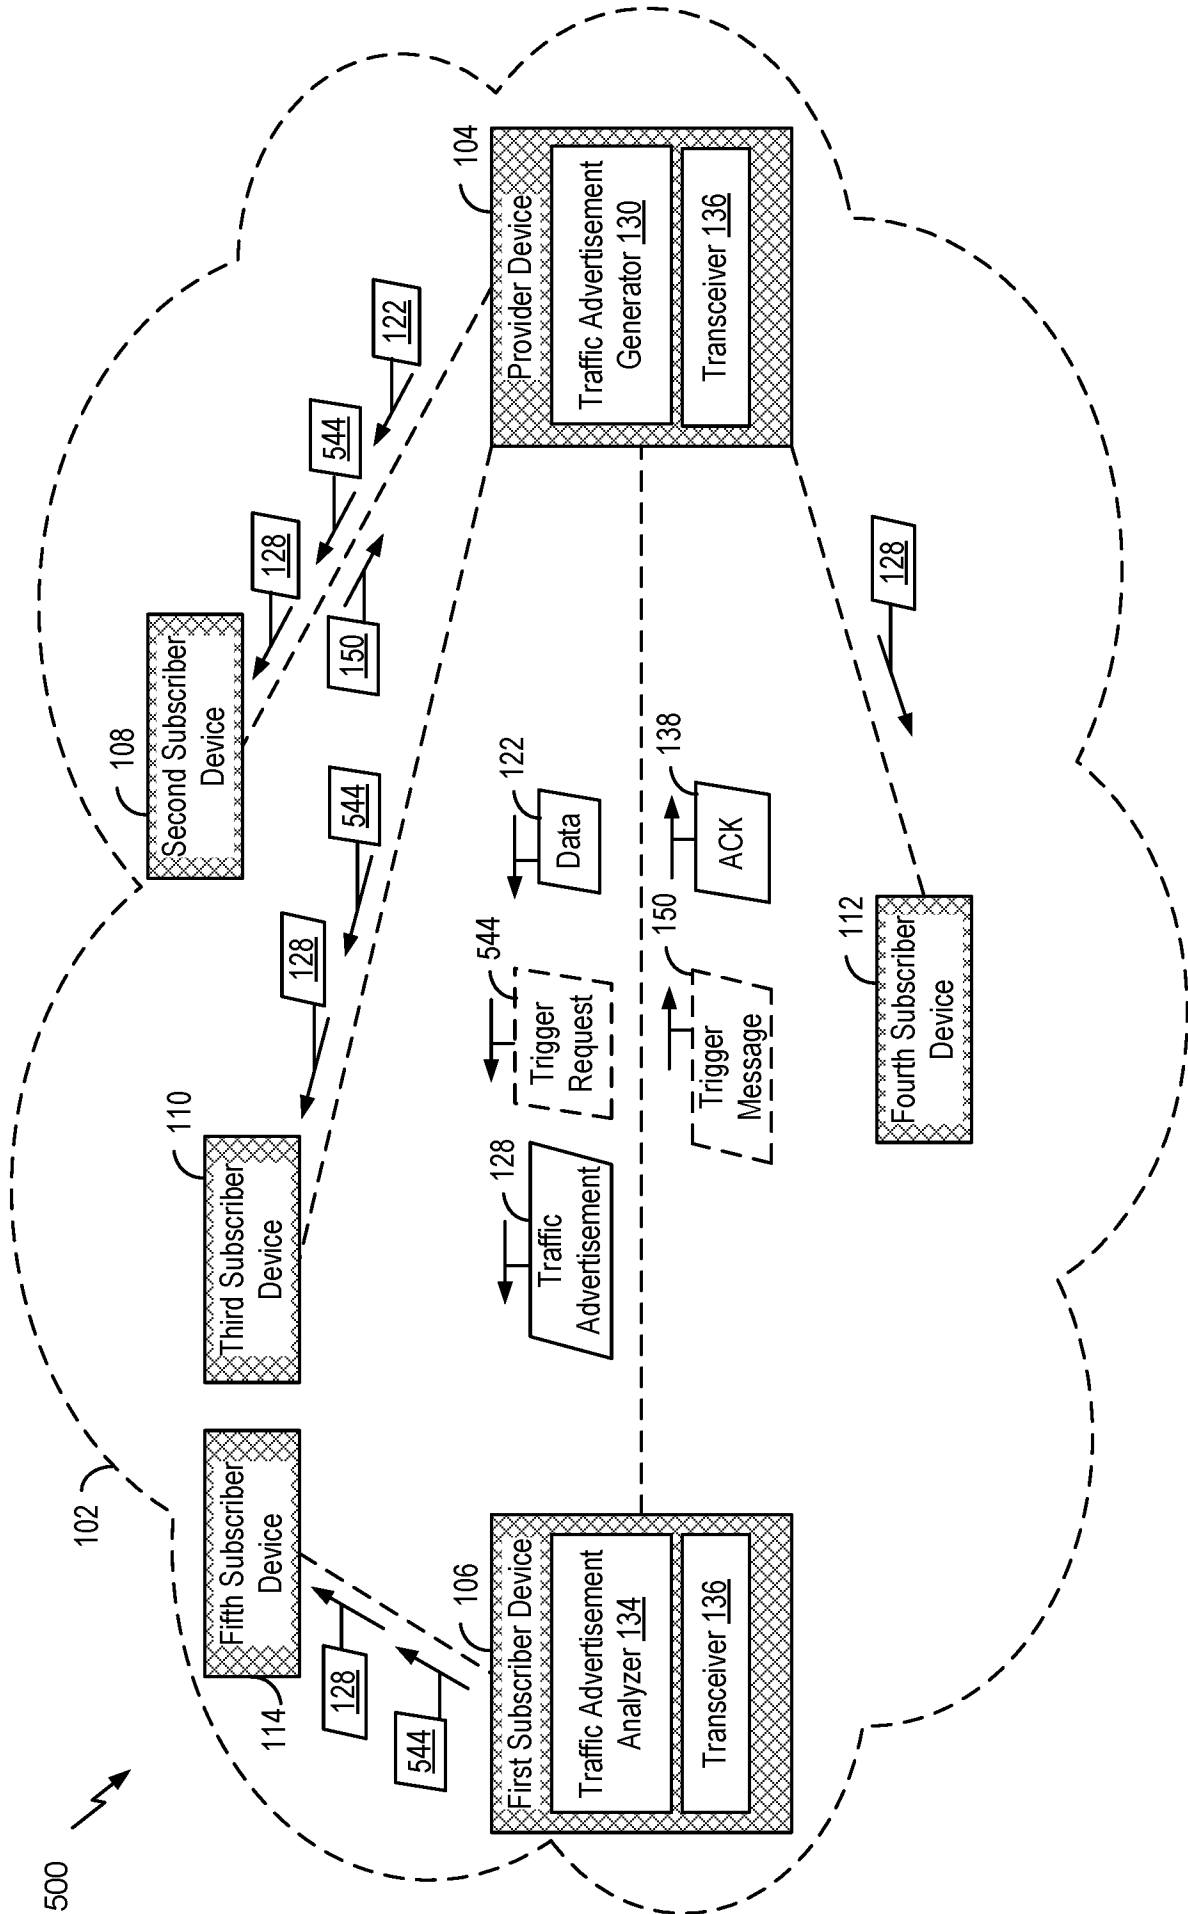 500
102
114
Fifth Subscriber
Device
110
Third Subscriber
Device
108
Second Subscriber
Device
128
544
128
544
128
544
122
150
106
First Subscriber Device
Traffic Advertisement
Analyzer 134
Transceiver 136
128
Traffic
Advertisement
544
Trigger
Request
122
Data
150
Trigger
Message
138
ACK
104
Provider Device
Traffic Advertisement
Generator 130
Transceiver 136
112
Fourth Subscriber
Device
128